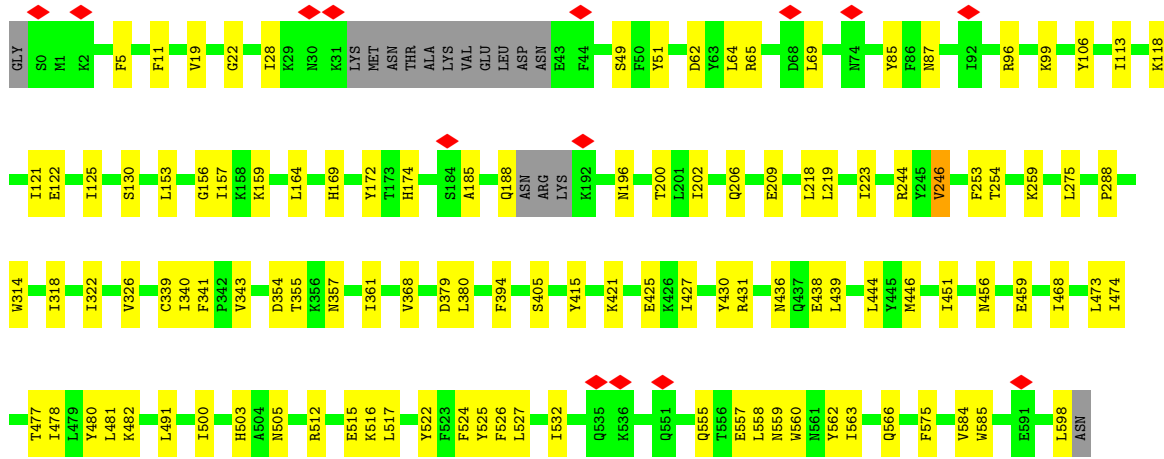 GLY S0 M1 K2 F5 F11 V19 G22 I28 K29 N30 K31 LYS MET ASN THR ALA LYS VAL GLU LEU ASP ASN E43 F44 S49 F50 Y51 D62 Y63 L64 R65 D68 L69 N74 Y85 F86 N87 I92 R96 K99 Y106 I113 K118
I121 E122 I125 S130 L153 G156 I157 K158 K159 L164 H169 Y172 T173 H174 S184 A185 Q188 ASN ARG LYS K192 N196 T200 L201 I202 Q206 E209 L218 L219 I223 R244 Y245 V246 F253 T254 K259 L275 P288
W314 I318 I322 V326 C339 I340 F341 P342 V343 D354 T355 K356 N357 I361 V368 D379 L380 F394 S405 Y415 K421 E425 K426 I427 Y430 R431 N436 Q437 E438 L439 L444 Y445 M446 I451 N456 E459 I468 L473 I474
T477 I478 L479 Y480 L481 K482 L491 I500 H503 A504 N505 R512 E515 K516 L517 Y522 F523 F524 Y525 F526 L527 I532 Q535 K536 Q551 Q555 T556 E557 L558 N559 W560 N561 Y562 I563 Q566 F575 V584 W585 E591 L598 ASN